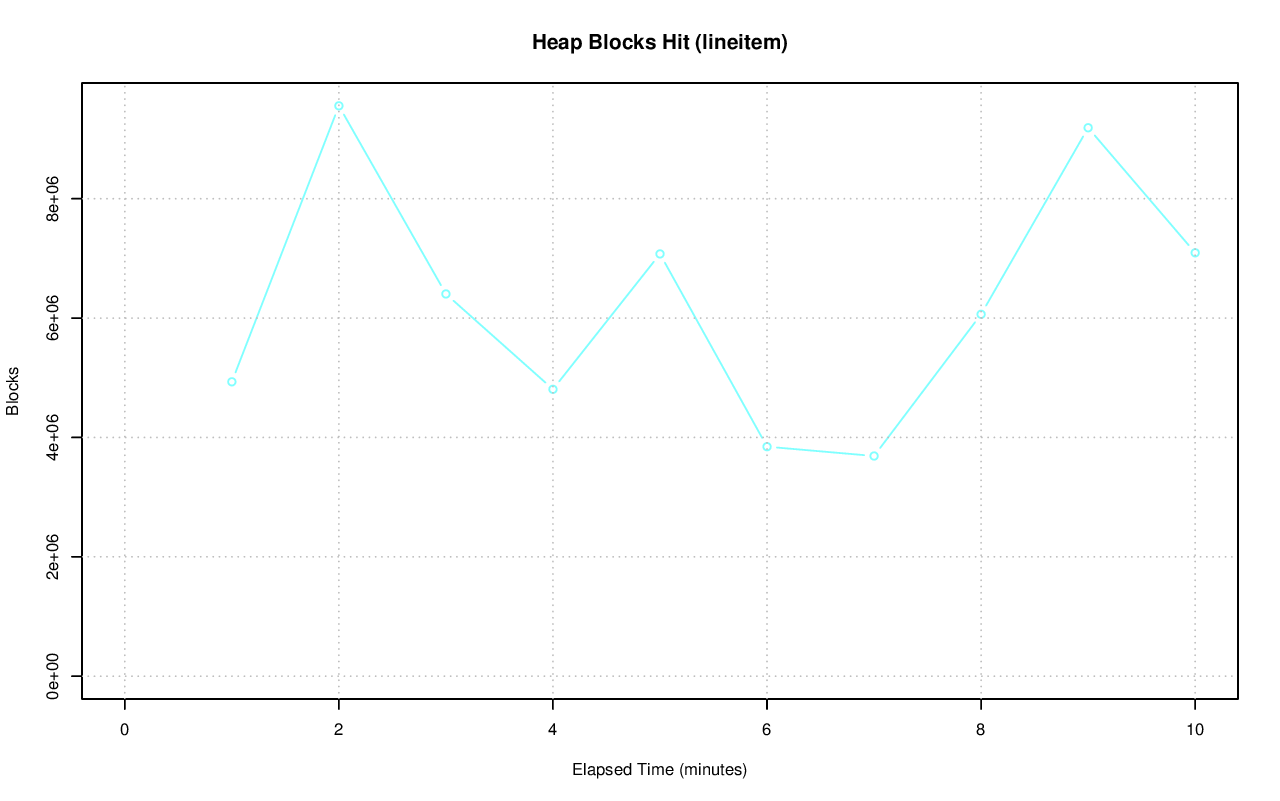 Heap Blocks Hit (lineitem)
Blocks
8e+06
6e+06
4e+06
2e+06
0e+00
0 2 4 6 8 10
Elapsed Time (minutes)